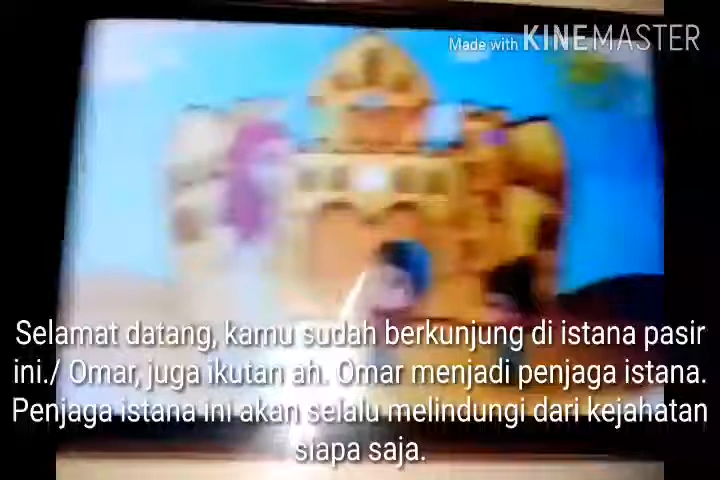 Made with KINEMASTER
Selamat datang, kamu sudah berkunjung di istana pasir
ini./ Omar, juga ikutan ah. Omar menjadi penjaga istana.
Penjaga istana ini akan selalu melindungi dari kejahatan
siapa saja.